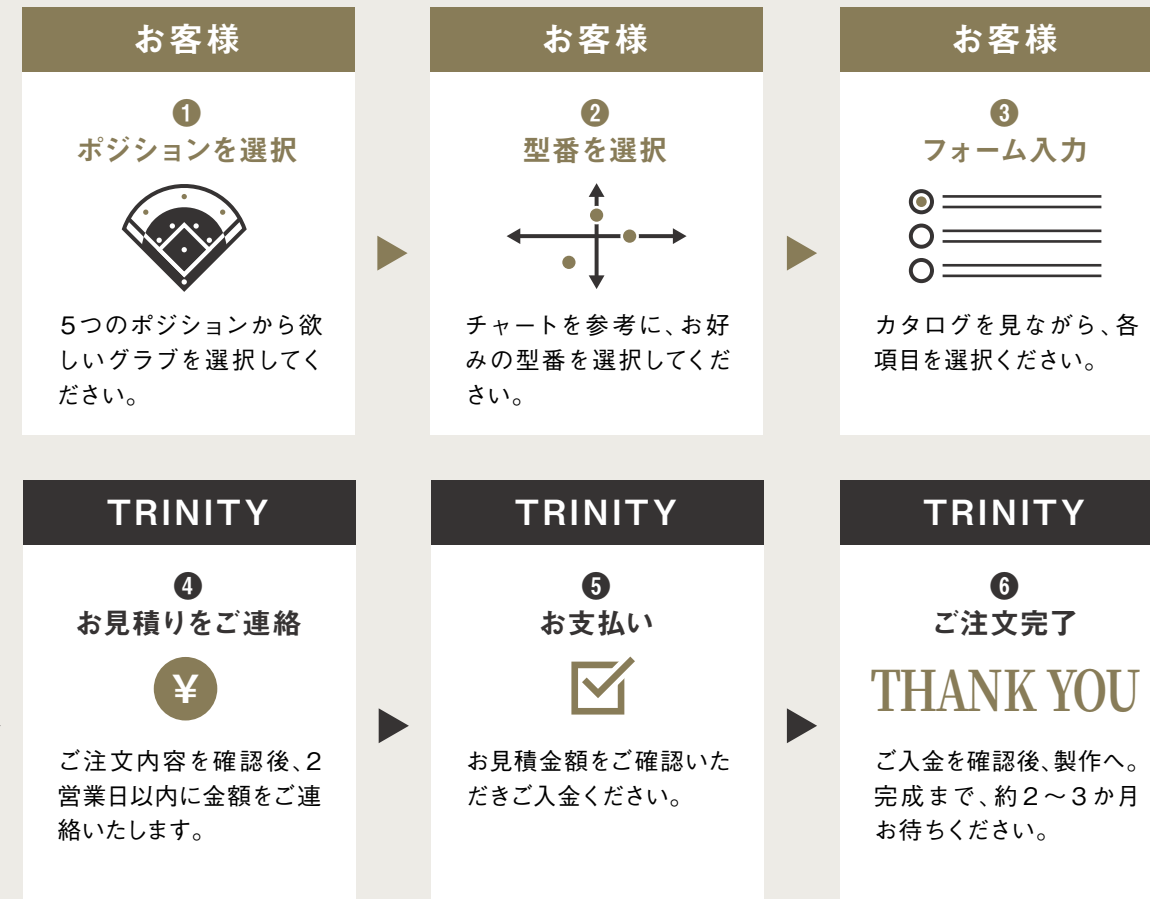 お客様
❶
ポジションを選択
5つのポジションから欲
しいグラブを選択してく
ださい。
お客様
❷
型番を選択
チャートを参考に、お好
みの型番を選択してくだ
さい。
お客様
❸
フォーム入力
カタログを見ながら、各
項目を選択ください。
TRINITY
❹
お見積りをご連絡
¥
ご注文内容を確認後、2
営業日以内に金額をご連
絡いたします。
TRINITY
❺
お支払い
お見積金額をご確認いた
だきご入金ください。
TRINITY
❻
ご注文完了
THANK YOU
ご入金を確認後、製作へ。
完成まで、約2〜3か月
お待ちください。